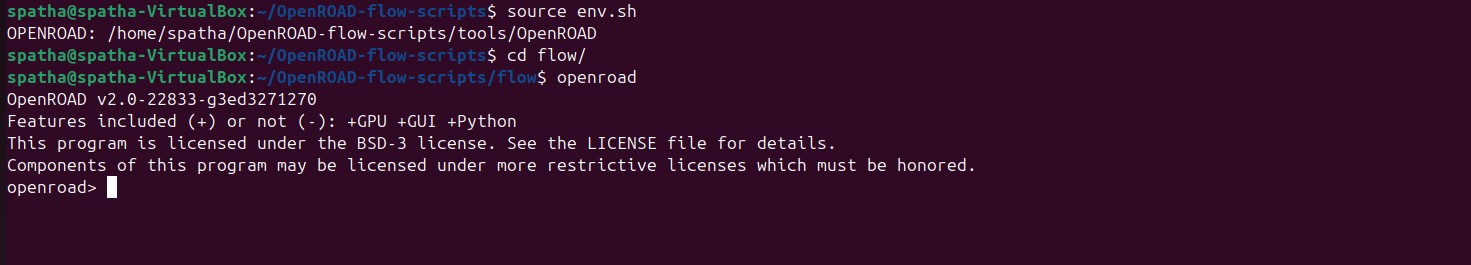 spatha@spatha-VirtualBox:~/OpenROAD-flow-scripts$ source env.sh
OPENROAD: /home/spatha/OpenROAD-flow-scripts/tools/OpenROAD
spatha@spatha-VirtualBox:~/OpenROAD-flow-scripts$ cd flow/
spatha@spatha-VirtualBox:~/OpenROAD-flow-scripts/flow$ openroad
OpenROAD v2.0-22833-g3ed3271270
Features included (+) or not (-): +GPU +GUI +Python
This program is licensed under the BSD-3 license. See the LICENSE file for details.
Components of this program may be licensed under more restrictive licenses which must be honored.
openroad>